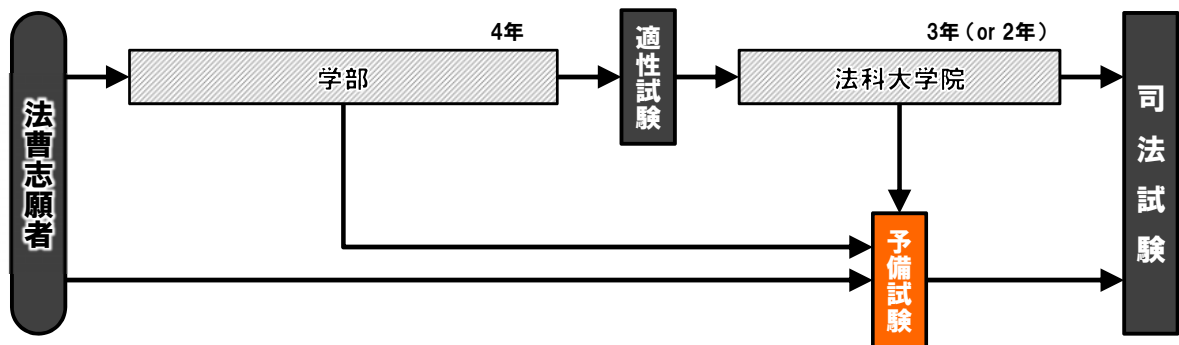 法曹志願者
4年
学部
適性試験
3年（or 2年）
法科大学院
予備試験
司法試験